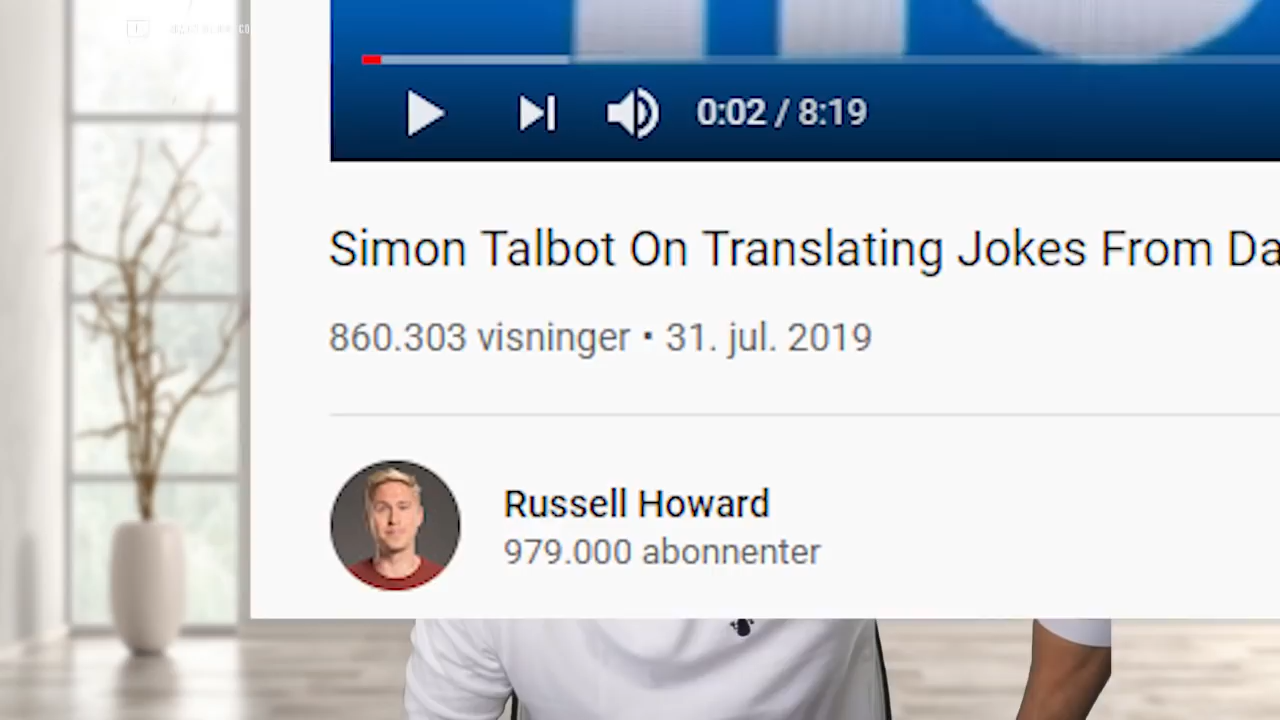 0:02 / 8:19
Simon Talbot On Translating Jokes From Da
860.303 visninger • 31. jul. 2019
Russell Howard
979.000 abonnenter